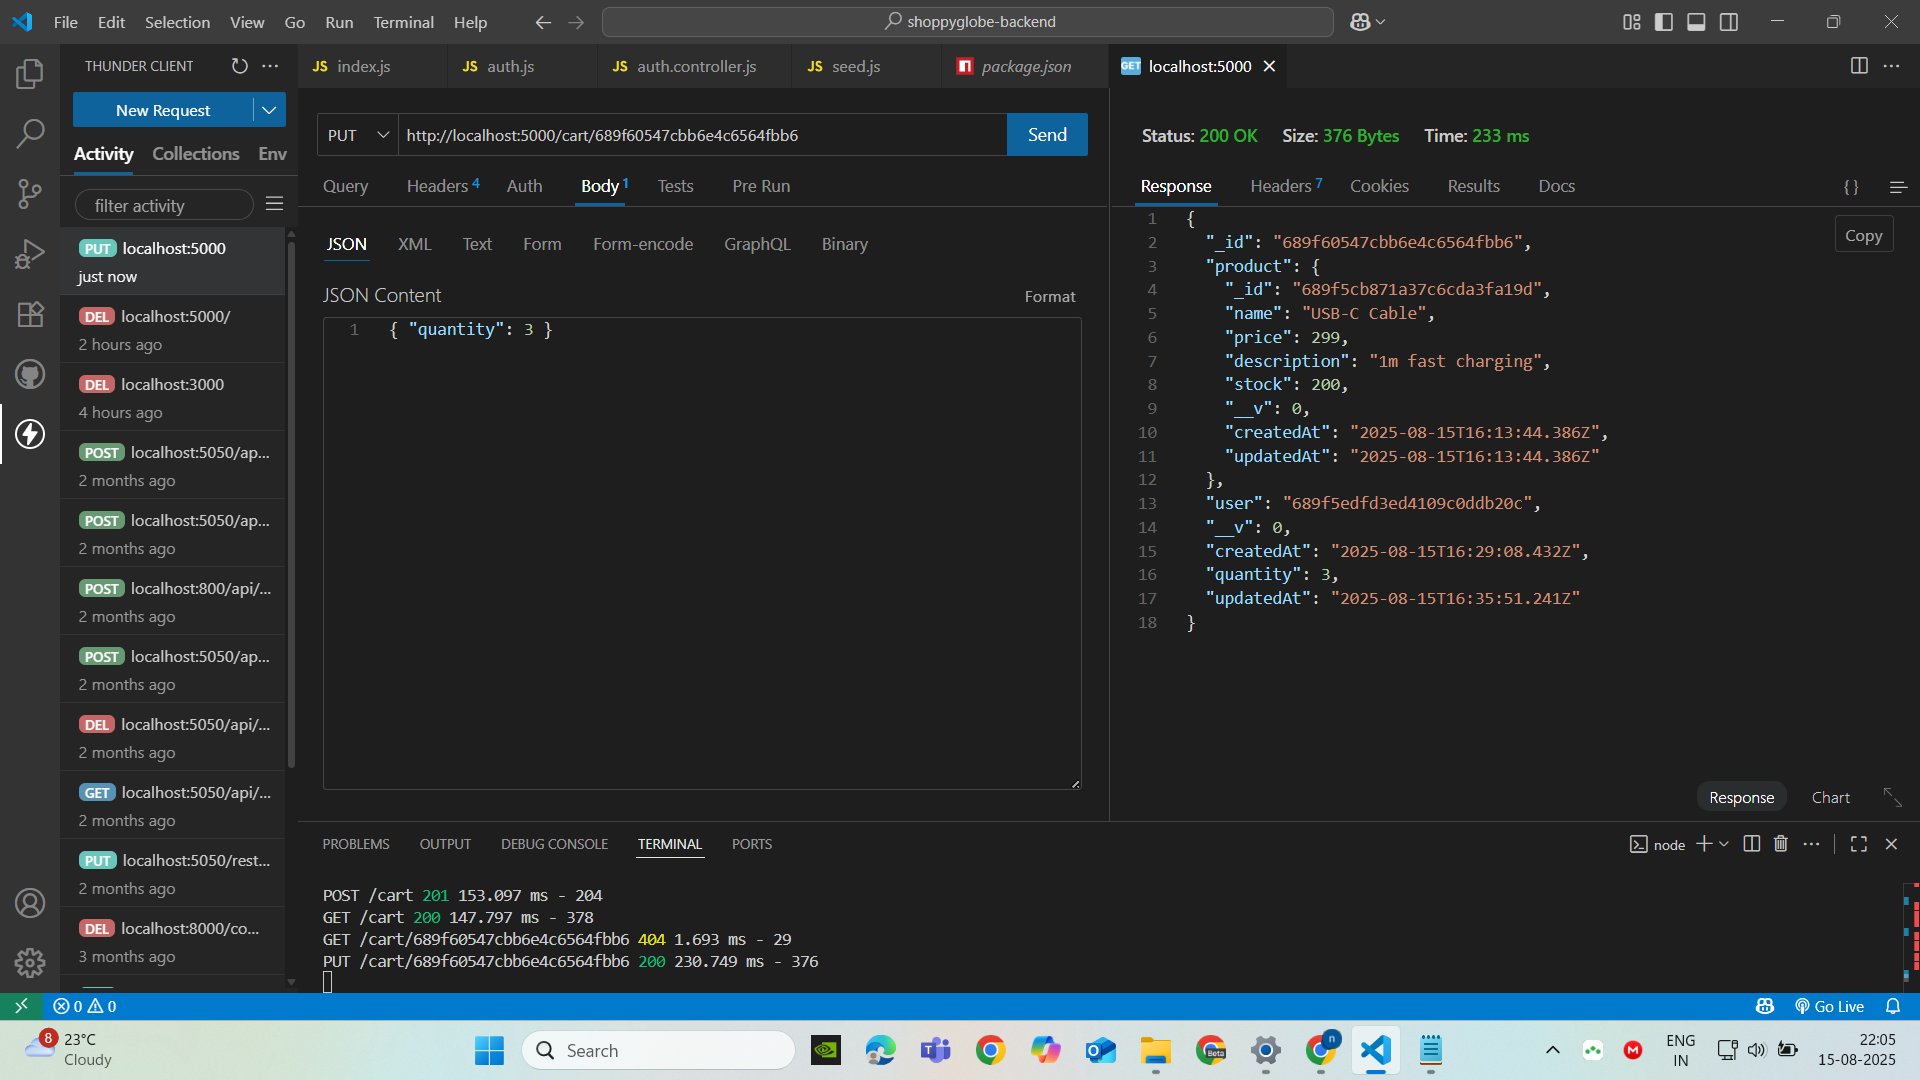 File Edit Selection View Go Run Terminal Help
shoppyglobe-backend
THUNDER CLIENT
New Request
Activity Collections Env
filter activity
PUT localhost:5000
just now
DEL localhost:5000/
2 hours ago
DEL localhost:3000
4 hours ago
POST localhost:5050/ap...
2 months ago
POST localhost:5050/ap...
2 months ago
POST localhost:800/api/...
2 months ago
POST localhost:5050/ap...
2 months ago
DEL localhost:5050/api/...
2 months ago
GET localhost:5050/api/...
2 months ago
PUT localhost:5050/rest...
2 months ago
DEL localhost:8000/co...
3 months ago
JS index.js JS auth.js JS auth.controller.js JS seed.js package.json GET localhost:5000
PUT http://localhost:5000/cart/689f60547cbb6e4c6564fbb6 Send
Query Headers 4 Auth Body 1 Tests Pre Run
JSON XML Text Form Form-encode GraphQL Binary
JSON Content Format
1 { "quantity": 3 }
Status: 200 OK Size: 376 Bytes Time: 233 ms
Response Headers 7 Cookies Results Docs { }
Copy
1 {
2 "_id": "689f60547cbb6e4c6564fbb6",
3 "product": {
4 "_id": "689f5cb871a37c6cda3fa19d",
5 "name": "USB-C Cable",
6 "price": 299,
7 "description": "1m fast charging",
8 "stock": 200,
9 "__v": 0,
10 "createdAt": "2025-08-15T16:13:44.386Z",
11 "updatedAt": "2025-08-15T16:13:44.386Z"
12 },
13 "user": "689f5edfd3ed4109c0ddb20c",
14 "__v": 0,
15 "createdAt": "2025-08-15T16:29:08.432Z",
16 "quantity": 3,
17 "updatedAt": "2025-08-15T16:35:51.241Z"
18 }
Response Chart
PROBLEMS OUTPUT DEBUG CONSOLE TERMINAL PORTS
node
POST /cart 201 153.097 ms - 204
GET /cart 200 147.797 ms - 378
GET /cart/689f60547cbb6e4c6564fbb6 404 1.693 ms - 29
PUT /cart/689f60547cbb6e4c6564fbb6 200 230.749 ms - 376
0 0
Go Live
8 23°C
Cloudy
Search
Beta
n
M
ENG
IN
22:05
15-08-2025